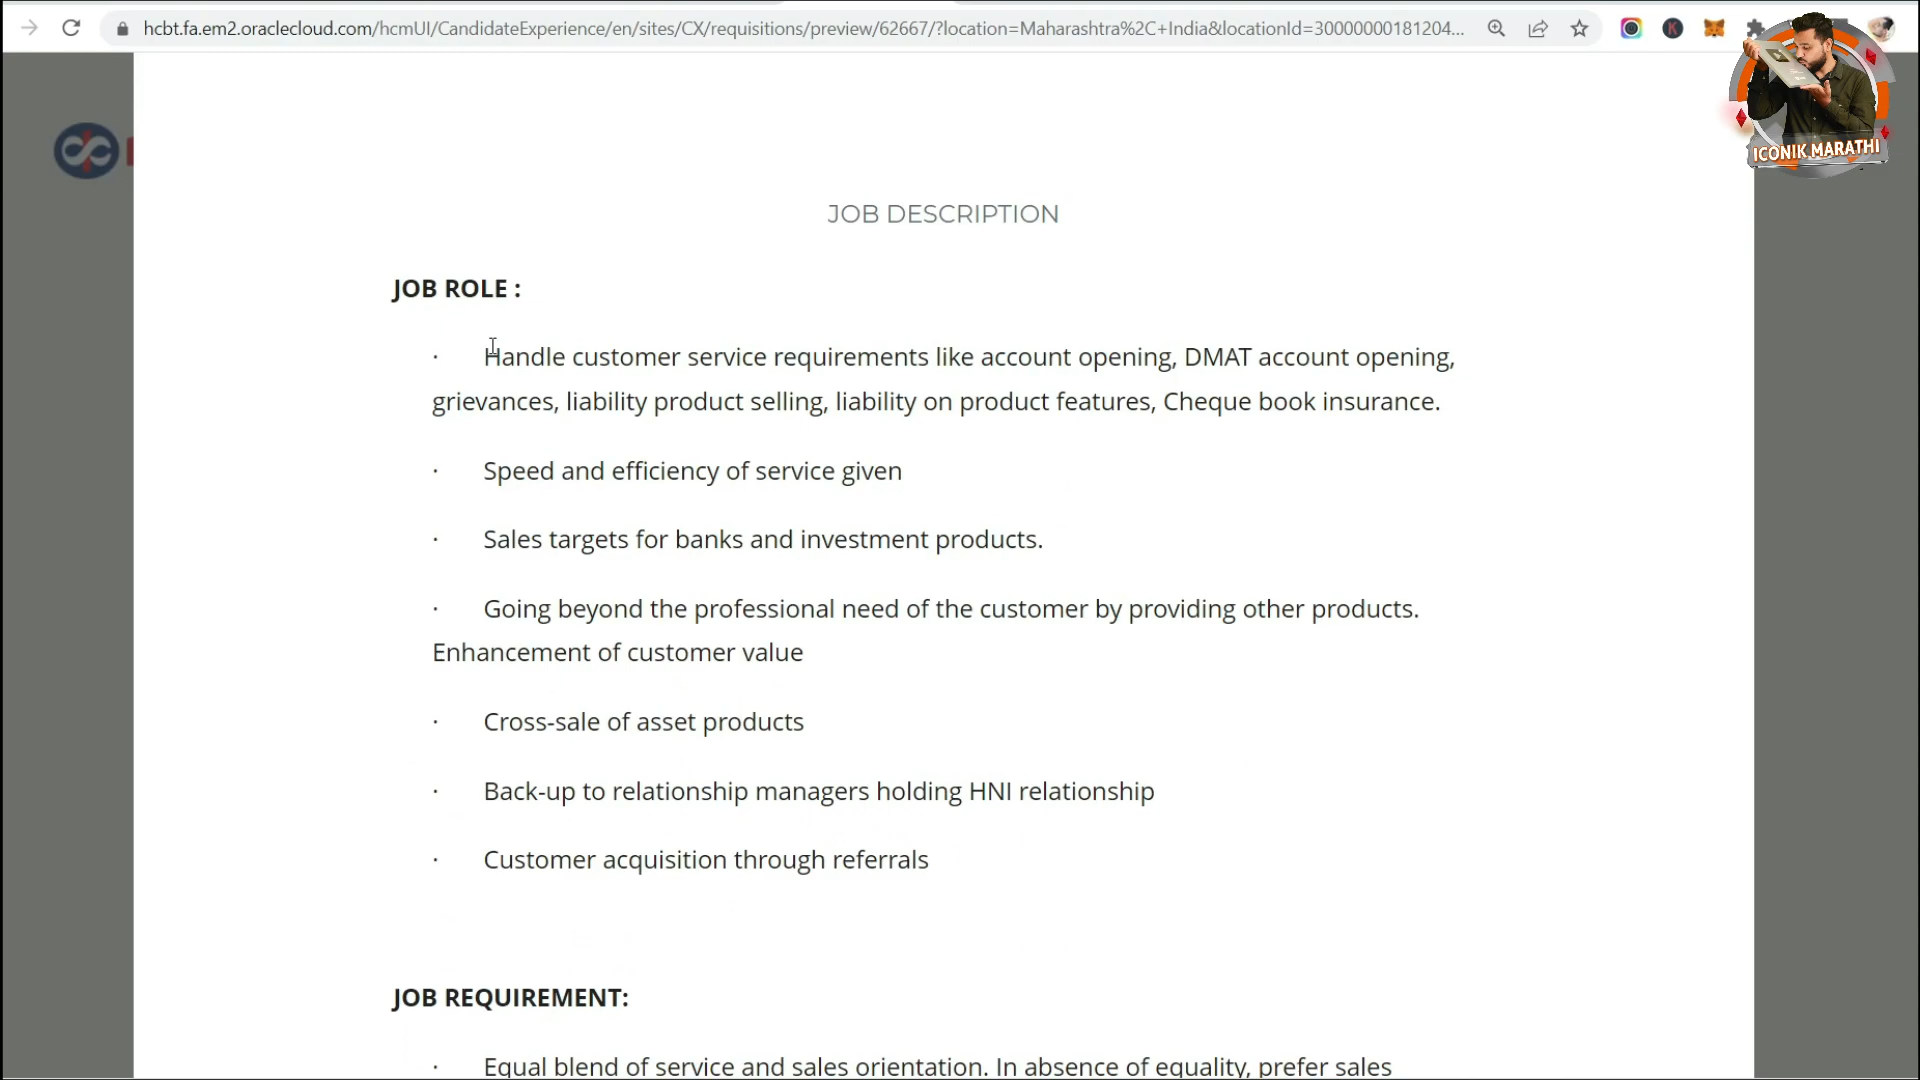 hcbt.fa.em2.oraclecloud.com/hcmUI/CandidateExperience/en/sites/CX/requisitions/preview/62667/?location=Maharashtra%2C+India&locationId=30000000181204...
ICONIK MARATHI
JOB DESCRIPTION
JOB ROLE :
· Handle customer service requirements like account opening, DMAT account opening,
grievances, liability product selling, liability on product features, Cheque book insurance.
· Speed and efficiency of service given
· Sales targets for banks and investment products.
· Going beyond the professional need of the customer by providing other products.
Enhancement of customer value
· Cross-sale of asset products
· Back-up to relationship managers holding HNI relationship
· Customer acquisition through referrals
JOB REQUIREMENT:
· Equal blend of service and sales orientation. In absence of equality, prefer sales